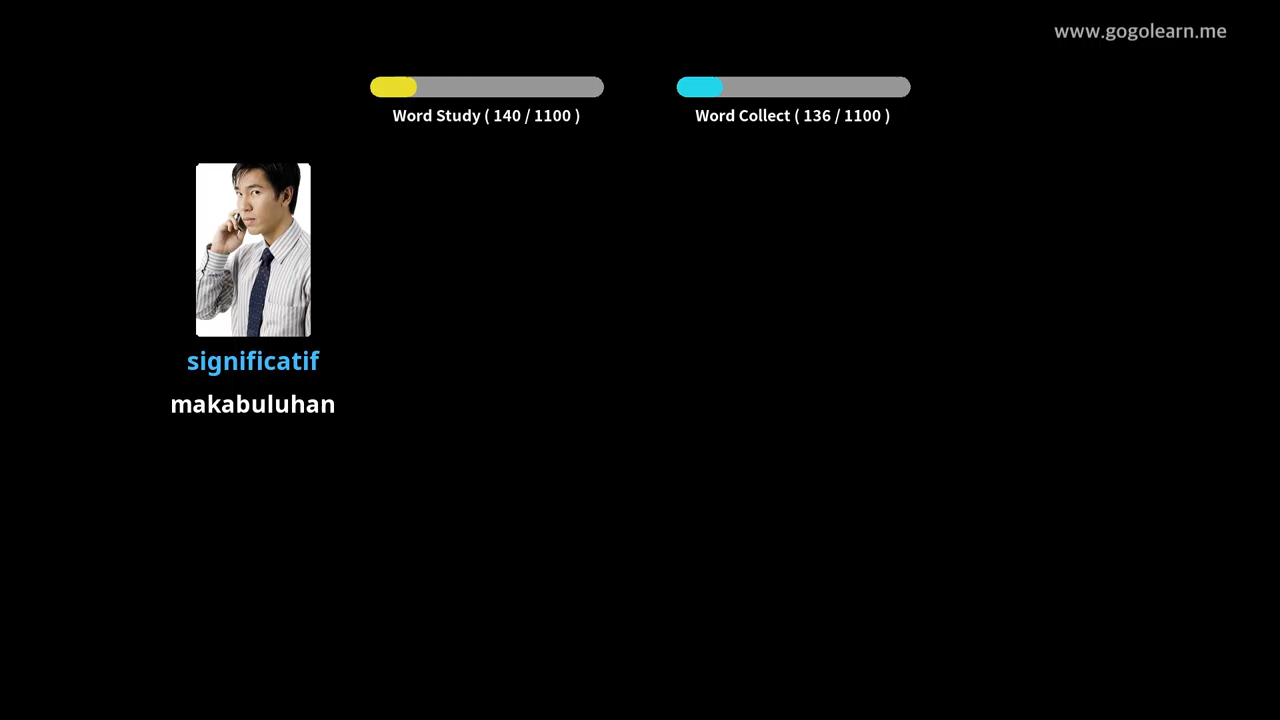 www.gogolearn.me
Word Study ( 140 / 1100 )
Word Collect ( 136 / 1100 )
significatif
makabuluhan